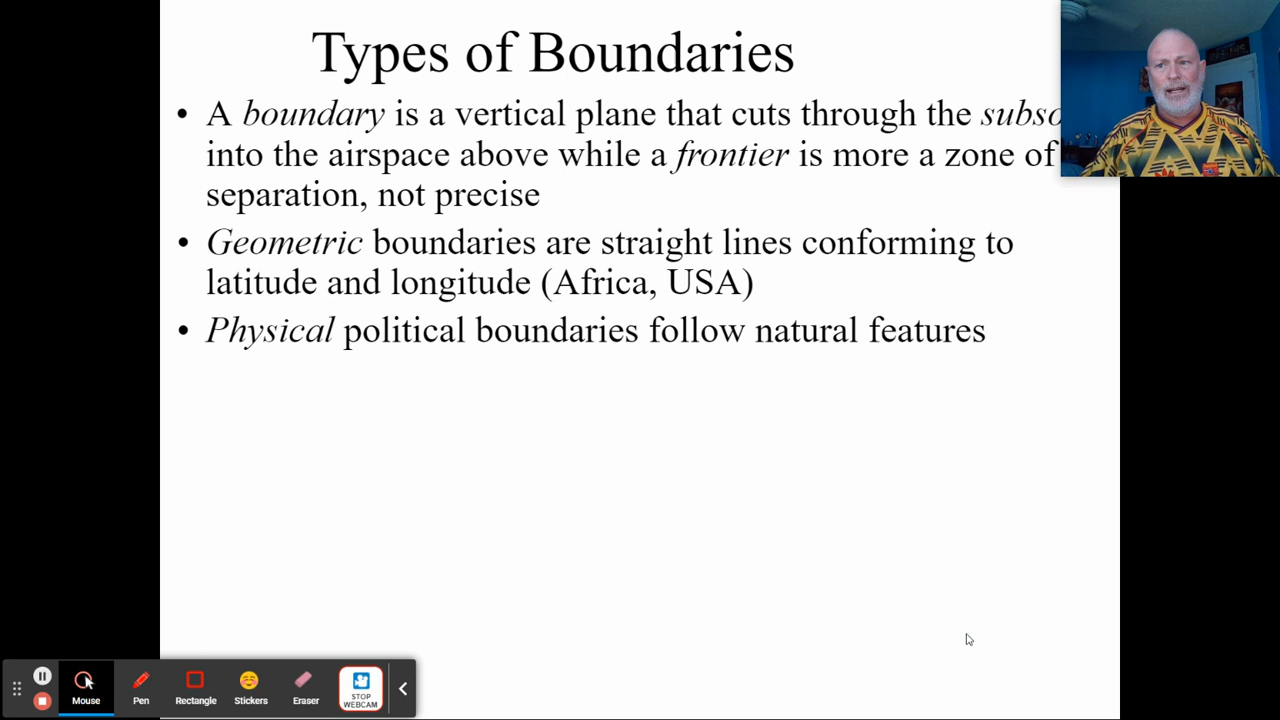 Types of Boundaries
• A boundary is a vertical plane that cuts through the
into the airspace above while a frontier is more a zone of
separation, not precise
• Geometric boundaries are straight lines conforming to
latitude and longitude (Africa, USA)
• Physical political boundaries follow natural features
Mouse
Pen
Rectangle
Stickers
Eraser
STOP
WEBCAM